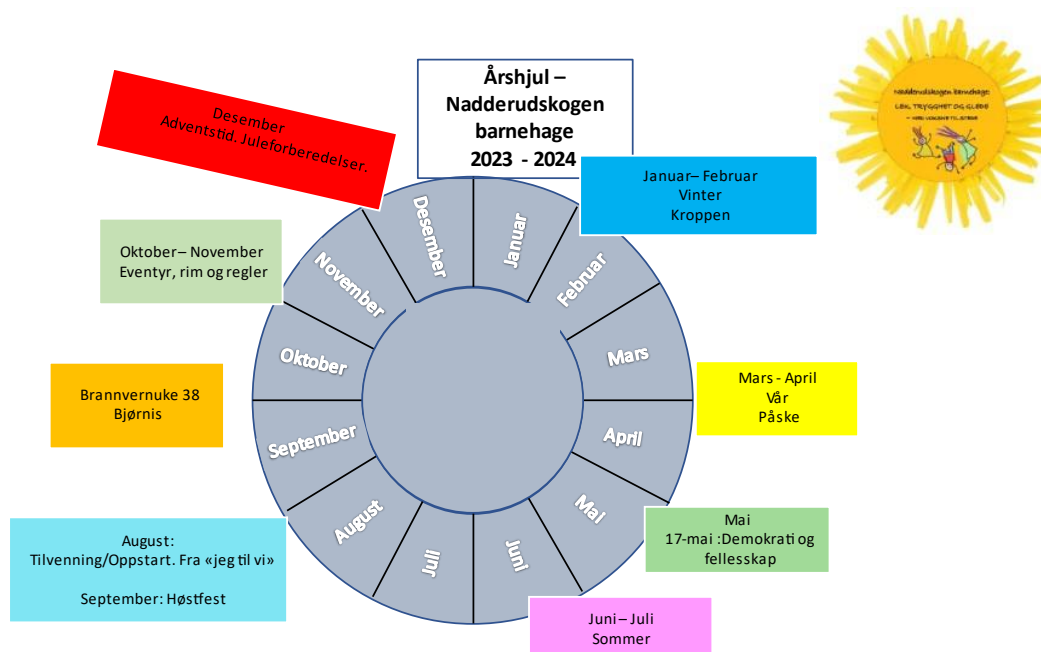 Årshjul –
Nadderudskogen
barnehage
2023 - 2024
Nadderudskogen barnehage:
LEK, TRYGGHET OG GLEDE
Desember
Adventstid. Juleforberedelser.
Januar– Februar
Vinter
Kroppen
Oktober– November
Eventyr, rim og regler
Brannvernuke 38
Bjørnis
Mars - April
Vår
Påske
August:
Tilvenning/Oppstart. Fra «jeg til vi»
September: Høstfest
Mai
17-mai :Demokrati og
fellesskap
Juni– Juli
Sommer
Januar
Februar
Mars
April
Mai
Juni
Juli
August
September
Oktober
November
Desember